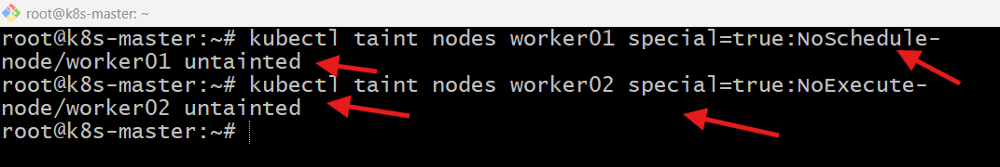 root@k8s-master: ~
root@k8s-master:~# kubectl taint nodes worker01 special=true:NoSchedule-
node/worker01 untainted
root@k8s-master:~# kubectl taint nodes worker02 special=true:NoExecute-
node/worker02 untainted
root@k8s-master:~#